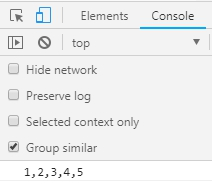 Elements Console
top
Hide network
Preserve log
Selected context only
Group similar
1,2,3,4,5